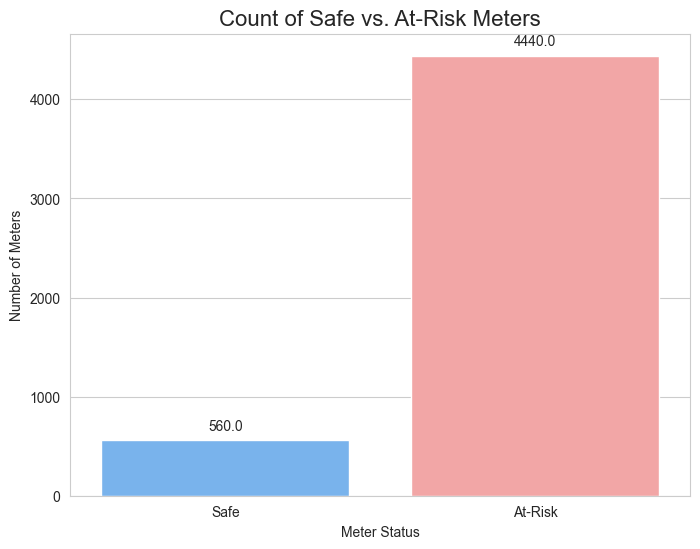 Count of Safe vs. At-Risk Meters
4440.0
4000
3000
Number of Meters
2000
1000
560.0
0
Safe
At-Risk
Meter Status